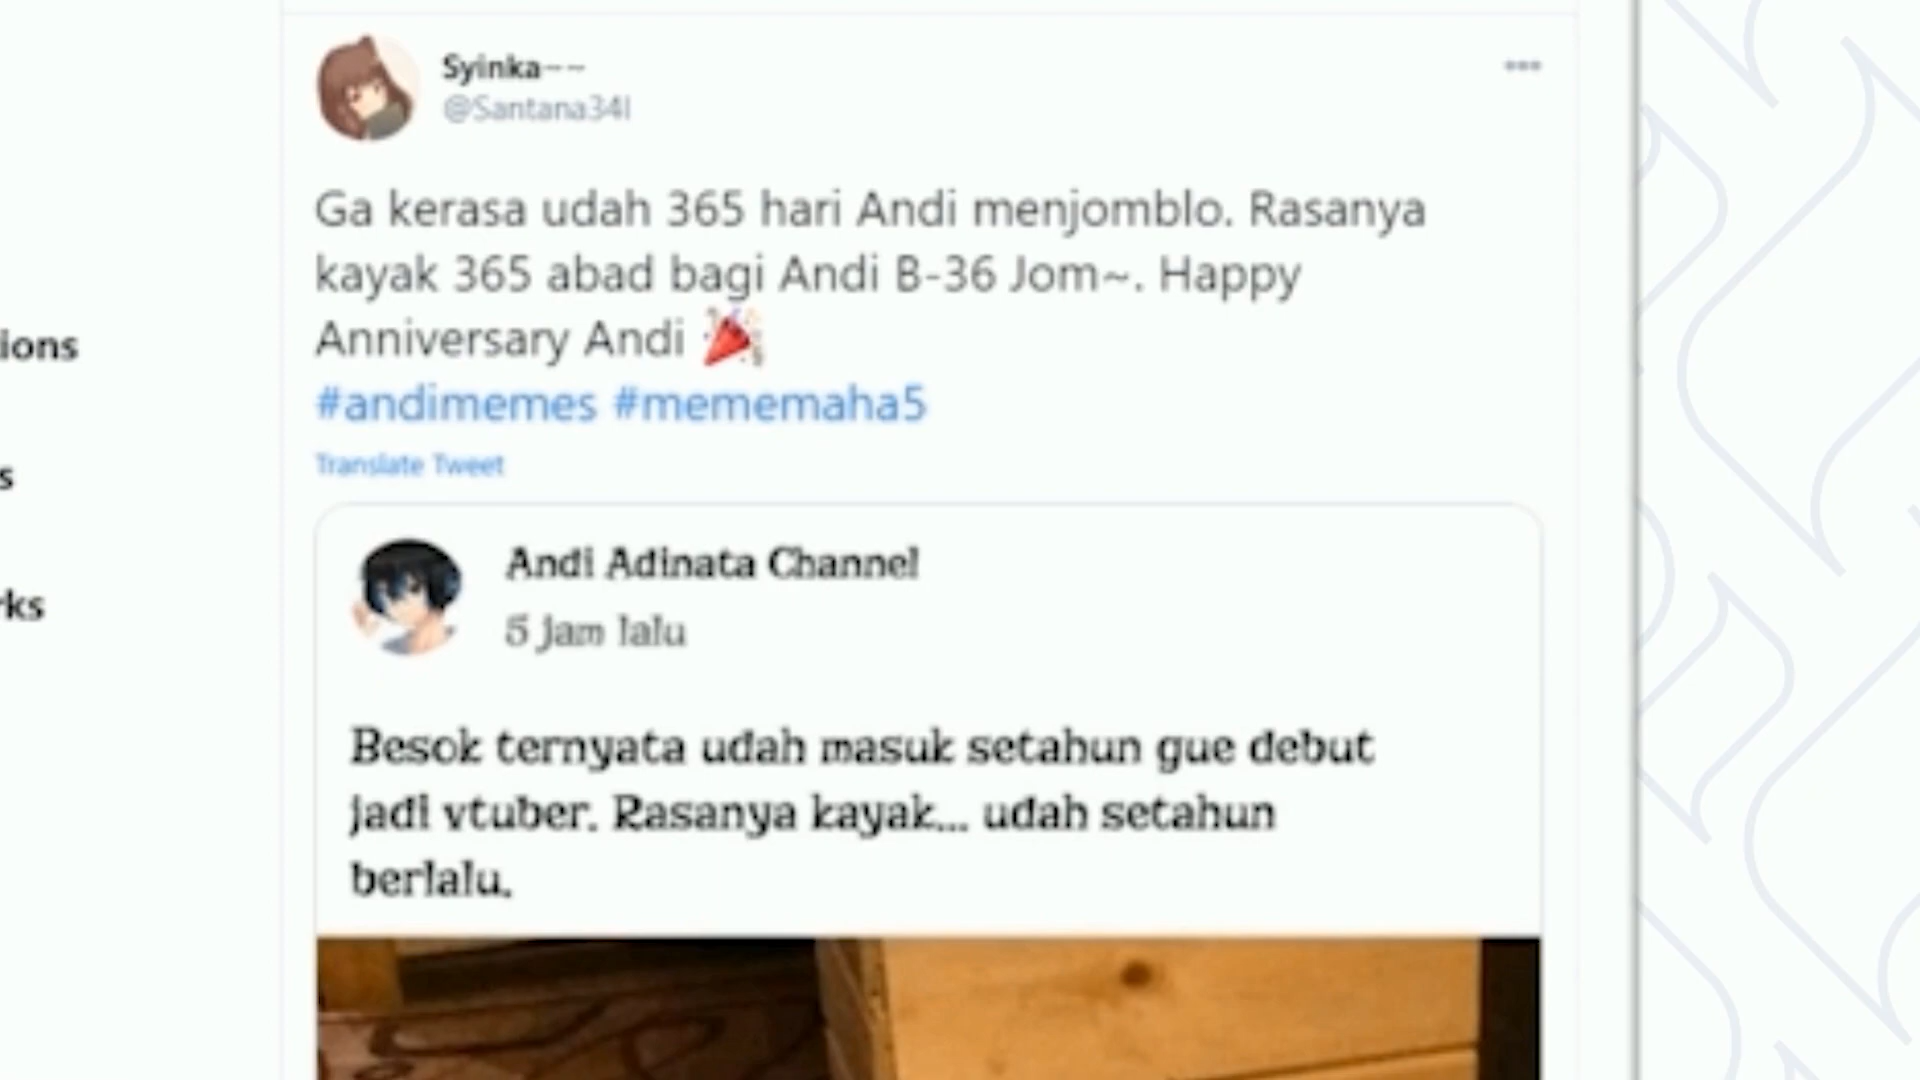 Syinka~~
@Santana34l
Ga kerasa udah 365 hari Andi menjomblo. Rasanya
kayak 365 abad bagi Andi B-36 Jom~. Happy
Anniversary Andi 🎉
#andimemes #mememaha5
Translate Tweet
ions
s
rks
Andi Adinata Channel
5 jam lalu
Besok ternyata udah masuk setahun gue debut
jadi vtuber. Rasanya kayak... udah setahun
berlalu.